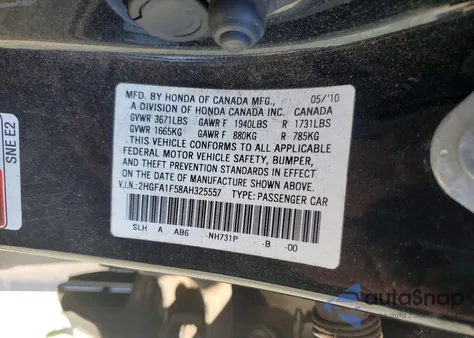 MFD. BY HONDA OF CANADA MFG., 05/'10
A DIVISION OF HONDA CANADA INC. CANADA
GVWR 3671LBS GAWR F 1940LBS R 1731LBS
GVWR 1665KG GAWR F 880KG R 785KG
THIS VEHICLE CONFORMS TO ALL APPLICABLE
FEDERAL MOTOR VEHICLE SAFETY, BUMPER,
AND THEFT PREVENTION STANDARDS IN EFFECT
ON THE DATE OF MANUFACTURE SHOWN ABOVE.
V.I.N.: 2HGFA1F58AH325557 TYPE: PASSENGER CAR
SLH A AB6 -NH731P -B -00
SNE E2
autoSnap